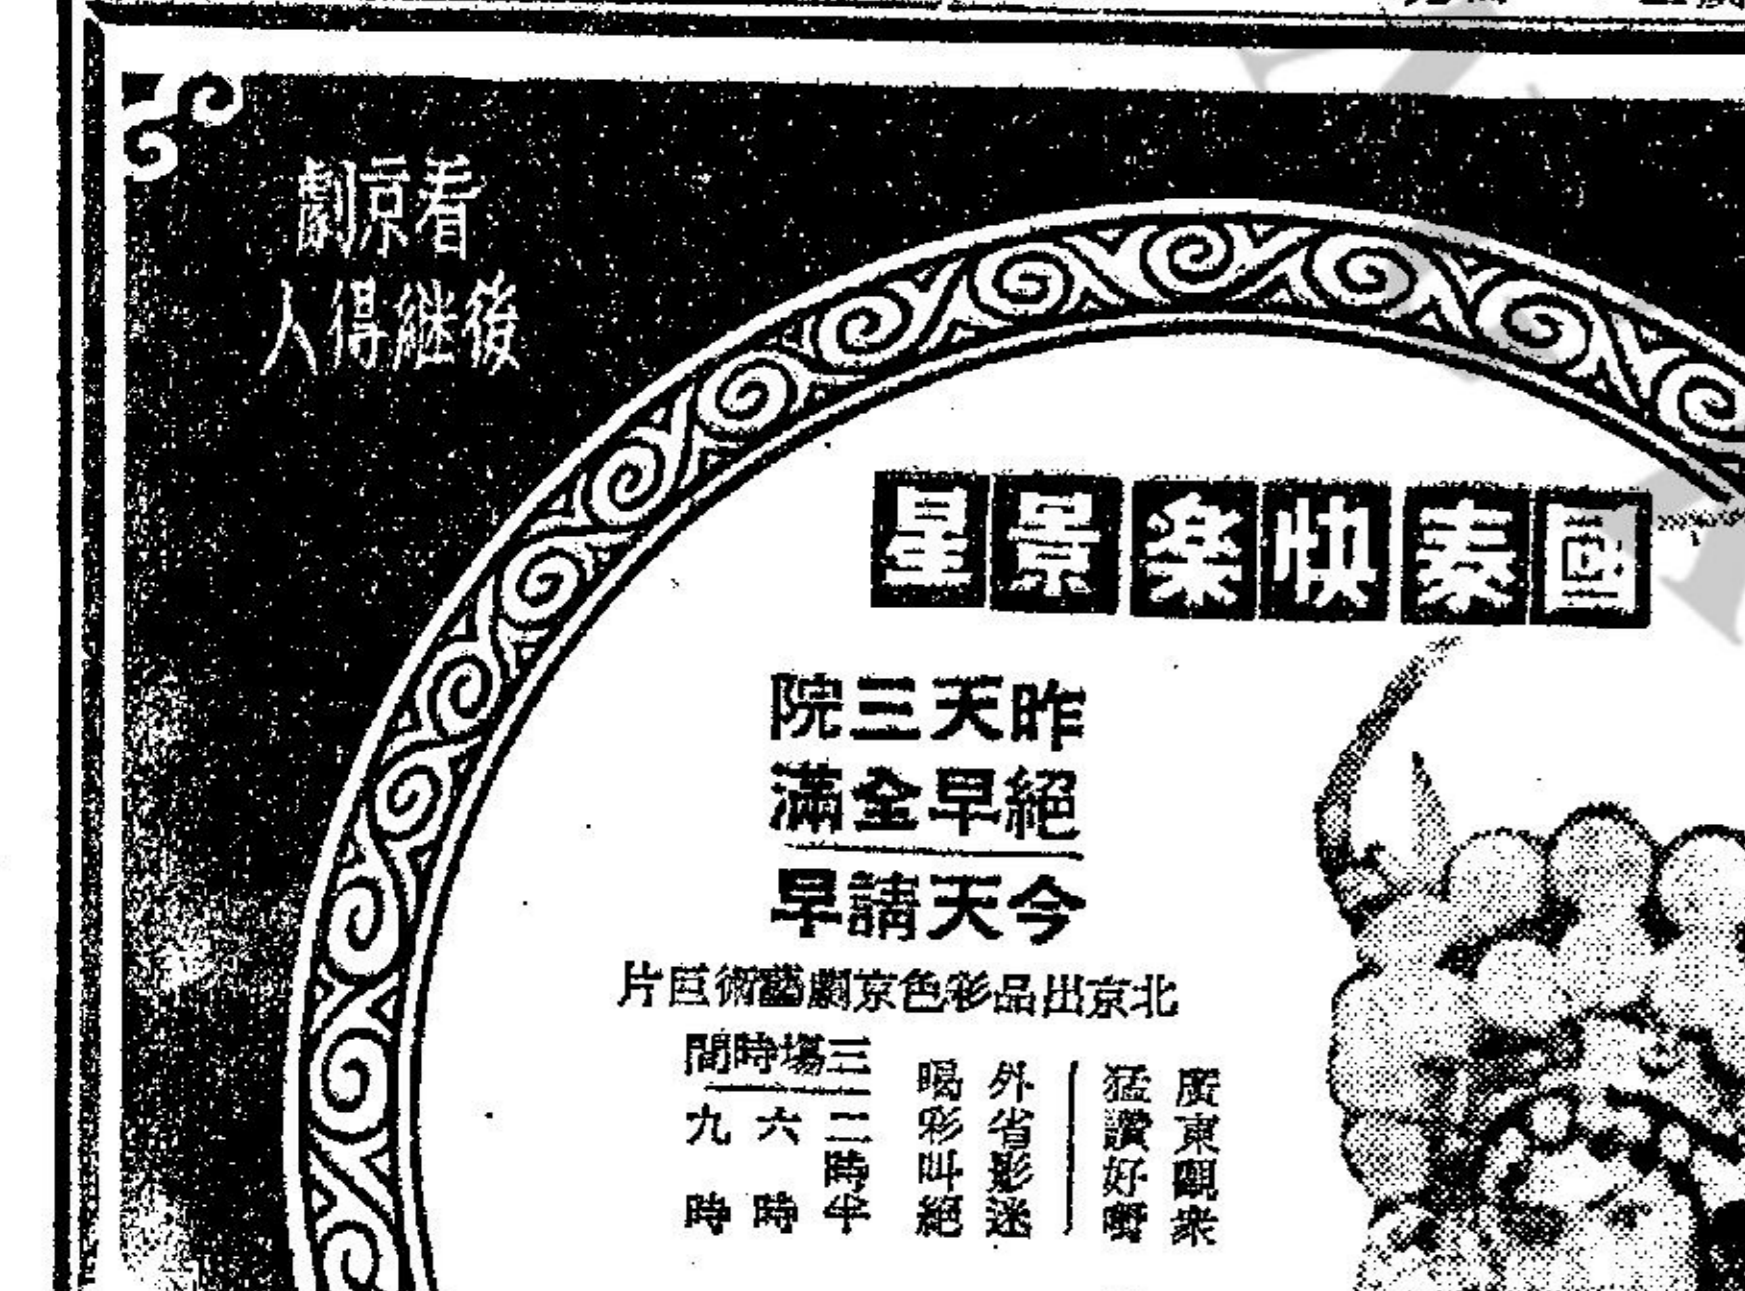 看京劇
後繼得人
國泰快楽景星
昨天三院
絕早全滿
今天請早
北京出品彩色京劇藝術巨片
廣東觀衆
猛讚好嘢
外省影迷
喝彩叫絕
三場時間
二時半
六時
九時